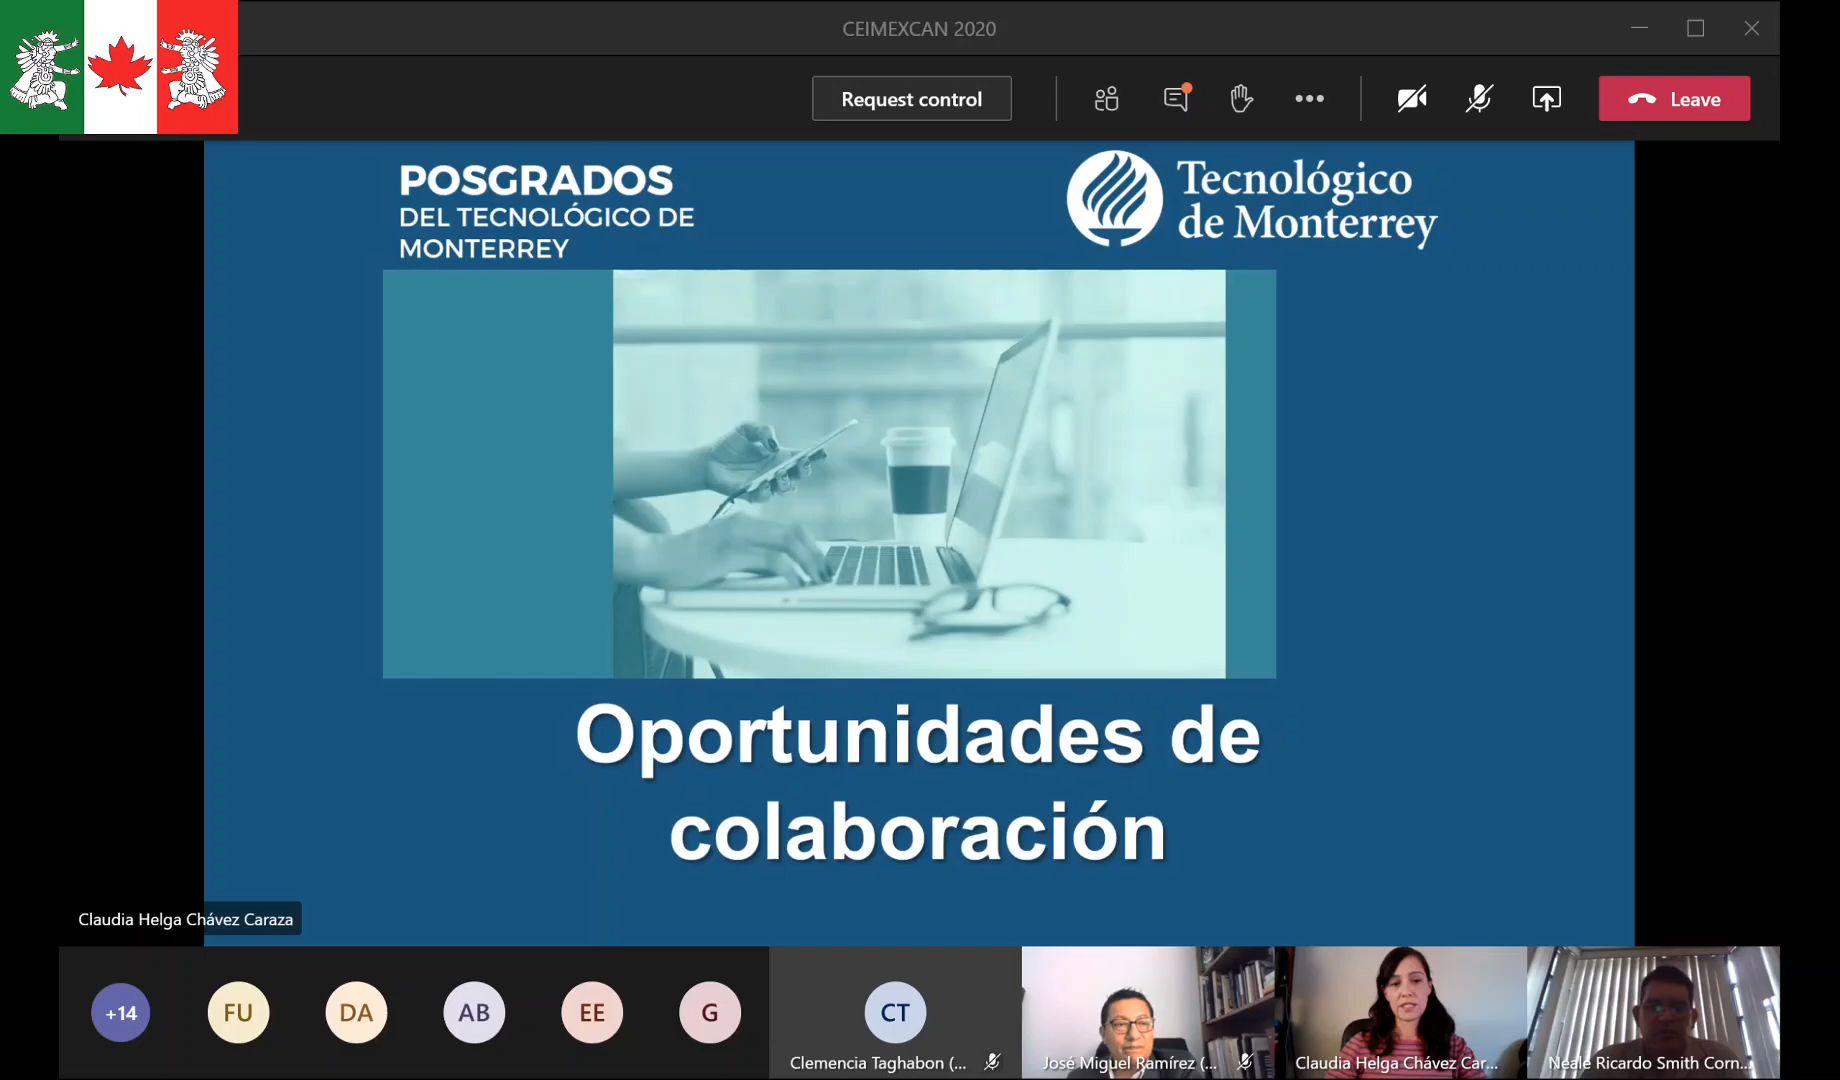 CEIMEXCAN 2020
Request control
Leave
POSGRADOS
DEL TECNOLÓGICO DE
MONTERREY
Tecnológico
de Monterrey
Oportunidades de
colaboración
Claudia Helga Chávez Caraza
+14
FU
DA
AB
EE
G
CT
Clemencia Taghabon (...
José Miguel Ramírez (...
Claudia Helga Chávez Car...
Neale Ricardo Smith Corn...